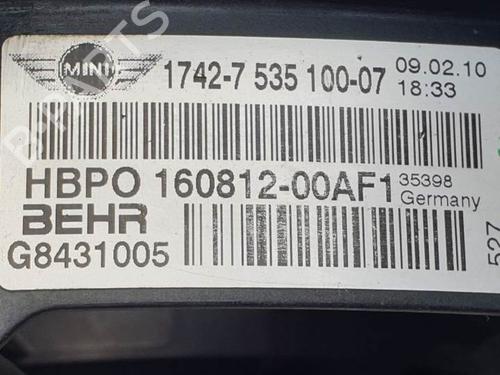 MINI
1742-7 535 100-07
09.02.10
18:33
HBPO 160812-00AF1
35398
Germany
BEHR
G8431005
527
B-PARTS